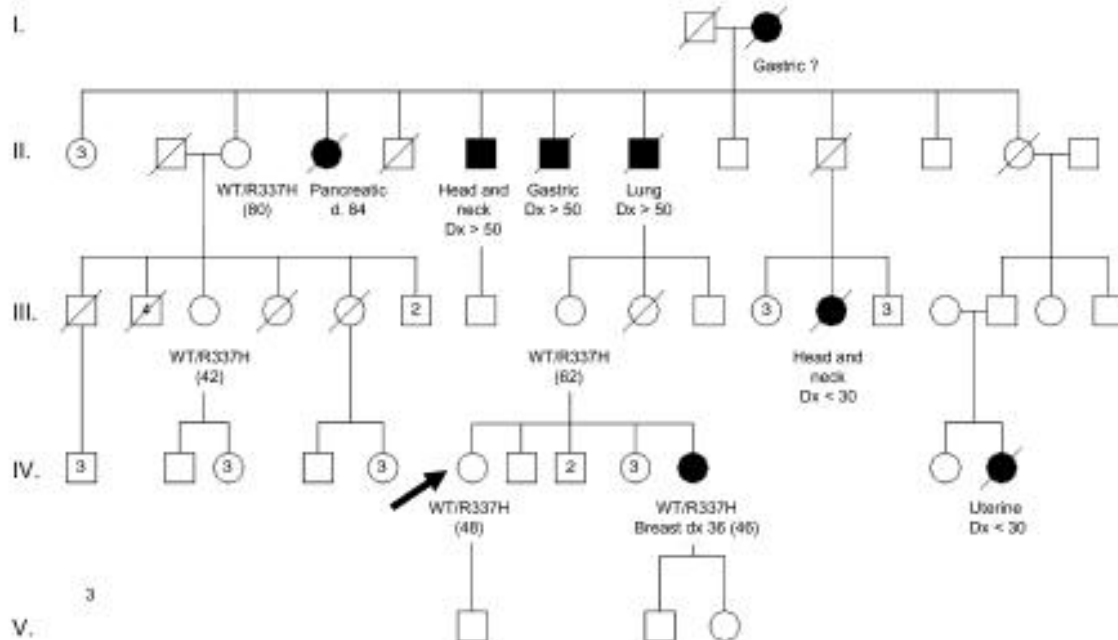 I.
Gastric ?
II.
3
WT/R337H
(80)
Pancreatic
d. 84
Head and
neck
Dx > 50
Gastric
Dx > 50
Lung
Dx > 50
III.
4
2
3
3
WT/R337H
(42)
WT/R337H
(62)
Head and
neck
Dx < 30
IV.
3
3
3
2
3
WT/R337H
(48)
WT/R337H
Breast dx 36 (46)
Uterine
Dx < 30
3
V.